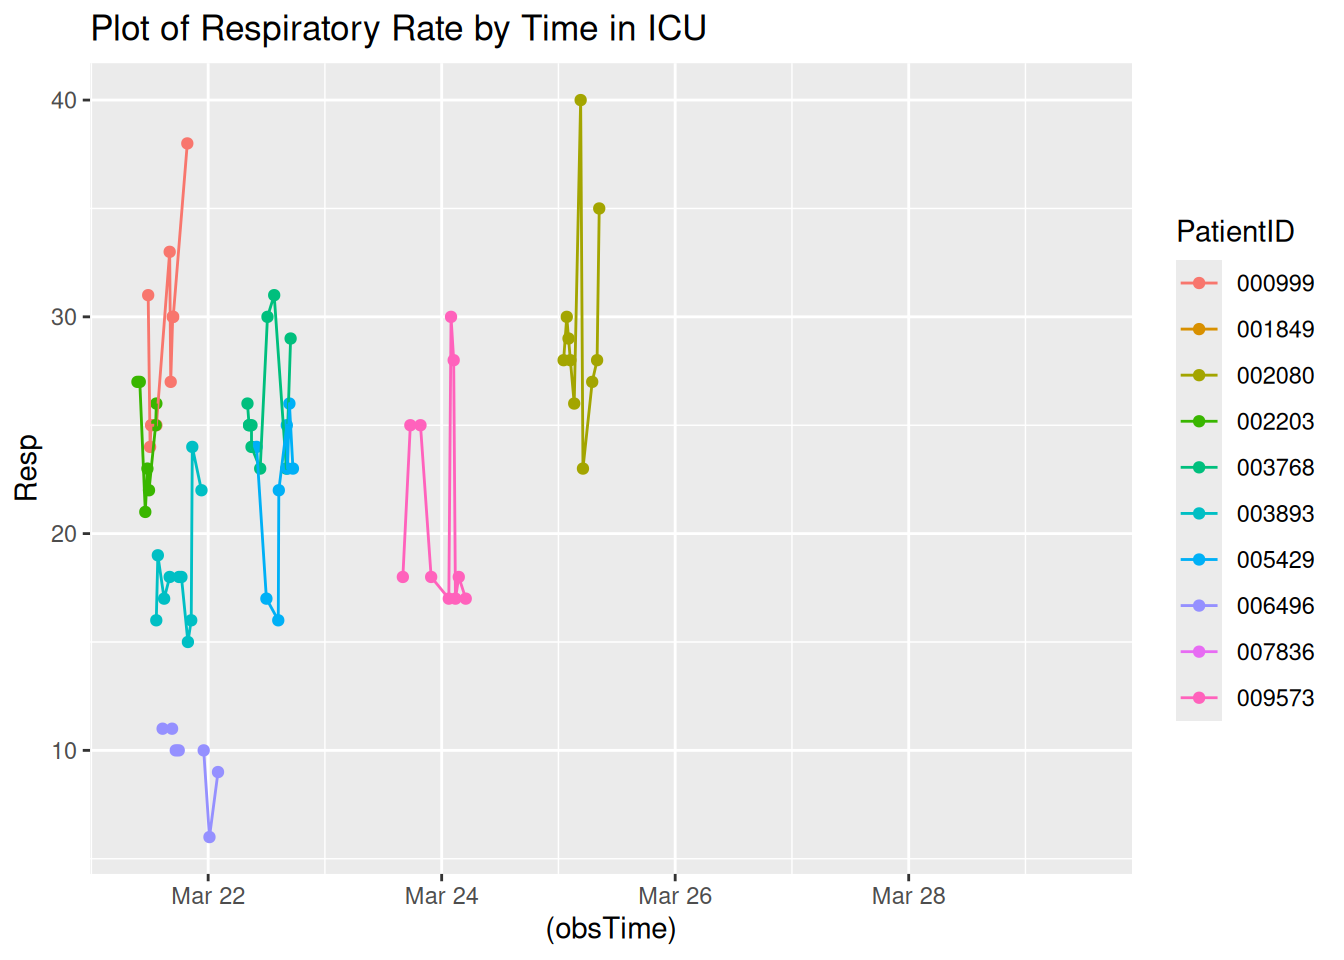 Plot of Respiratory Rate by Time in ICU
40
30
20
10
Resp
Mar 22
Mar 24
Mar 26
Mar 28
(obsTime)
PatientID
000999
001849
002080
002203
003768
003893
005429
006496
007836
009573